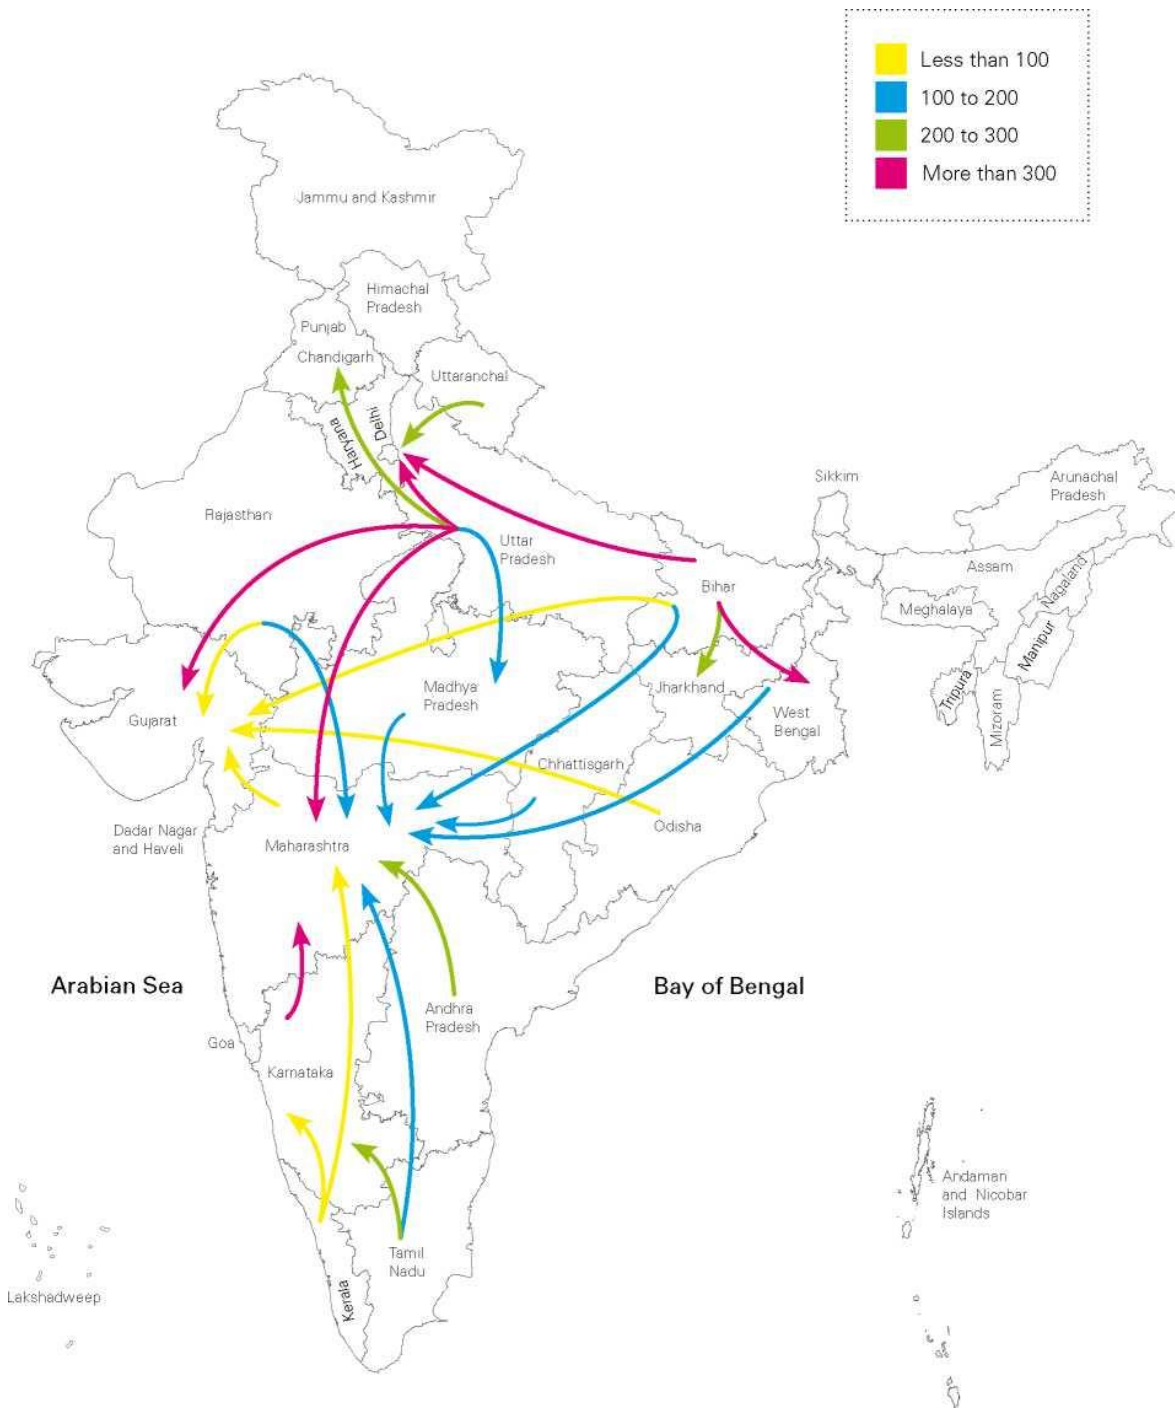 Less than 100
100 to 200
200 to 300
More than 300
Jammu and Kashmir
Himachal
Pradesh
Punjab
Chandigarh
Uttaranchal
Haryana
Delhi
Sikkim
Arunachal
Pradesh
Rajasthan
Uttar
Pradesh
Assam
Bihar
Nagaland
Meghalaya
Manipur
Tripura
Mizoram
Gujarat
Madhya
Pradesh
Jharkhand
West
Bengal
Chhattisgarh
Dadar Nagar
and Haveli
Maharashtra
Odisha
Arabian Sea
Bay of Bengal
Andhra
Pradesh
Goa
Karnataka
Andaman
and Nicobar
Islands
Tamil
Nadu
Kerala
Lakshadweep